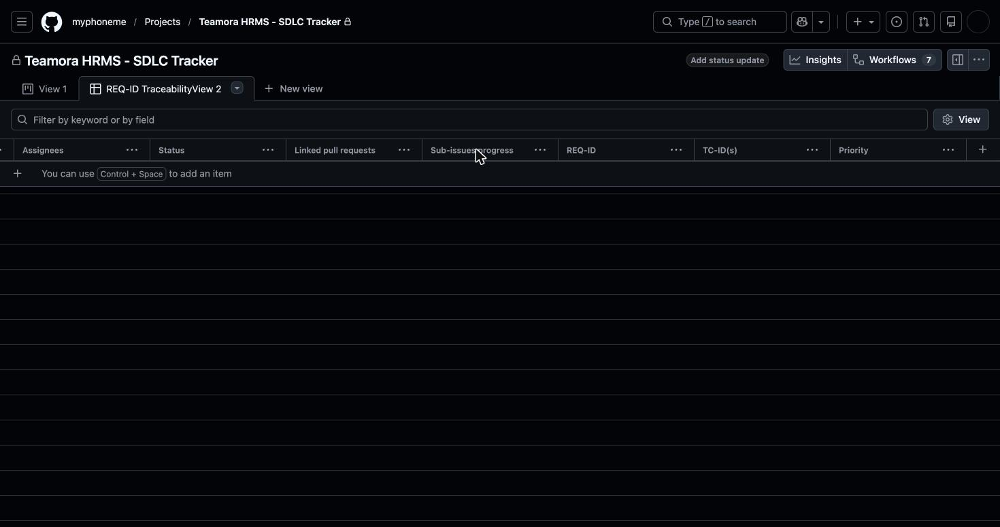 myphoneme / Projects / Teamora HRMS - SDLC Tracker
Type / to search
Teamora HRMS - SDLC Tracker
Add status update
Insights
Workflows 7
View 1
REQ-ID TraceabilityView 2
New view
Filter by keyword or by field
View
Assignees
Status
Linked pull requests
Sub-issues progress
REQ-ID
TC-ID(s)
Priority
You can use Control + Space to add an item